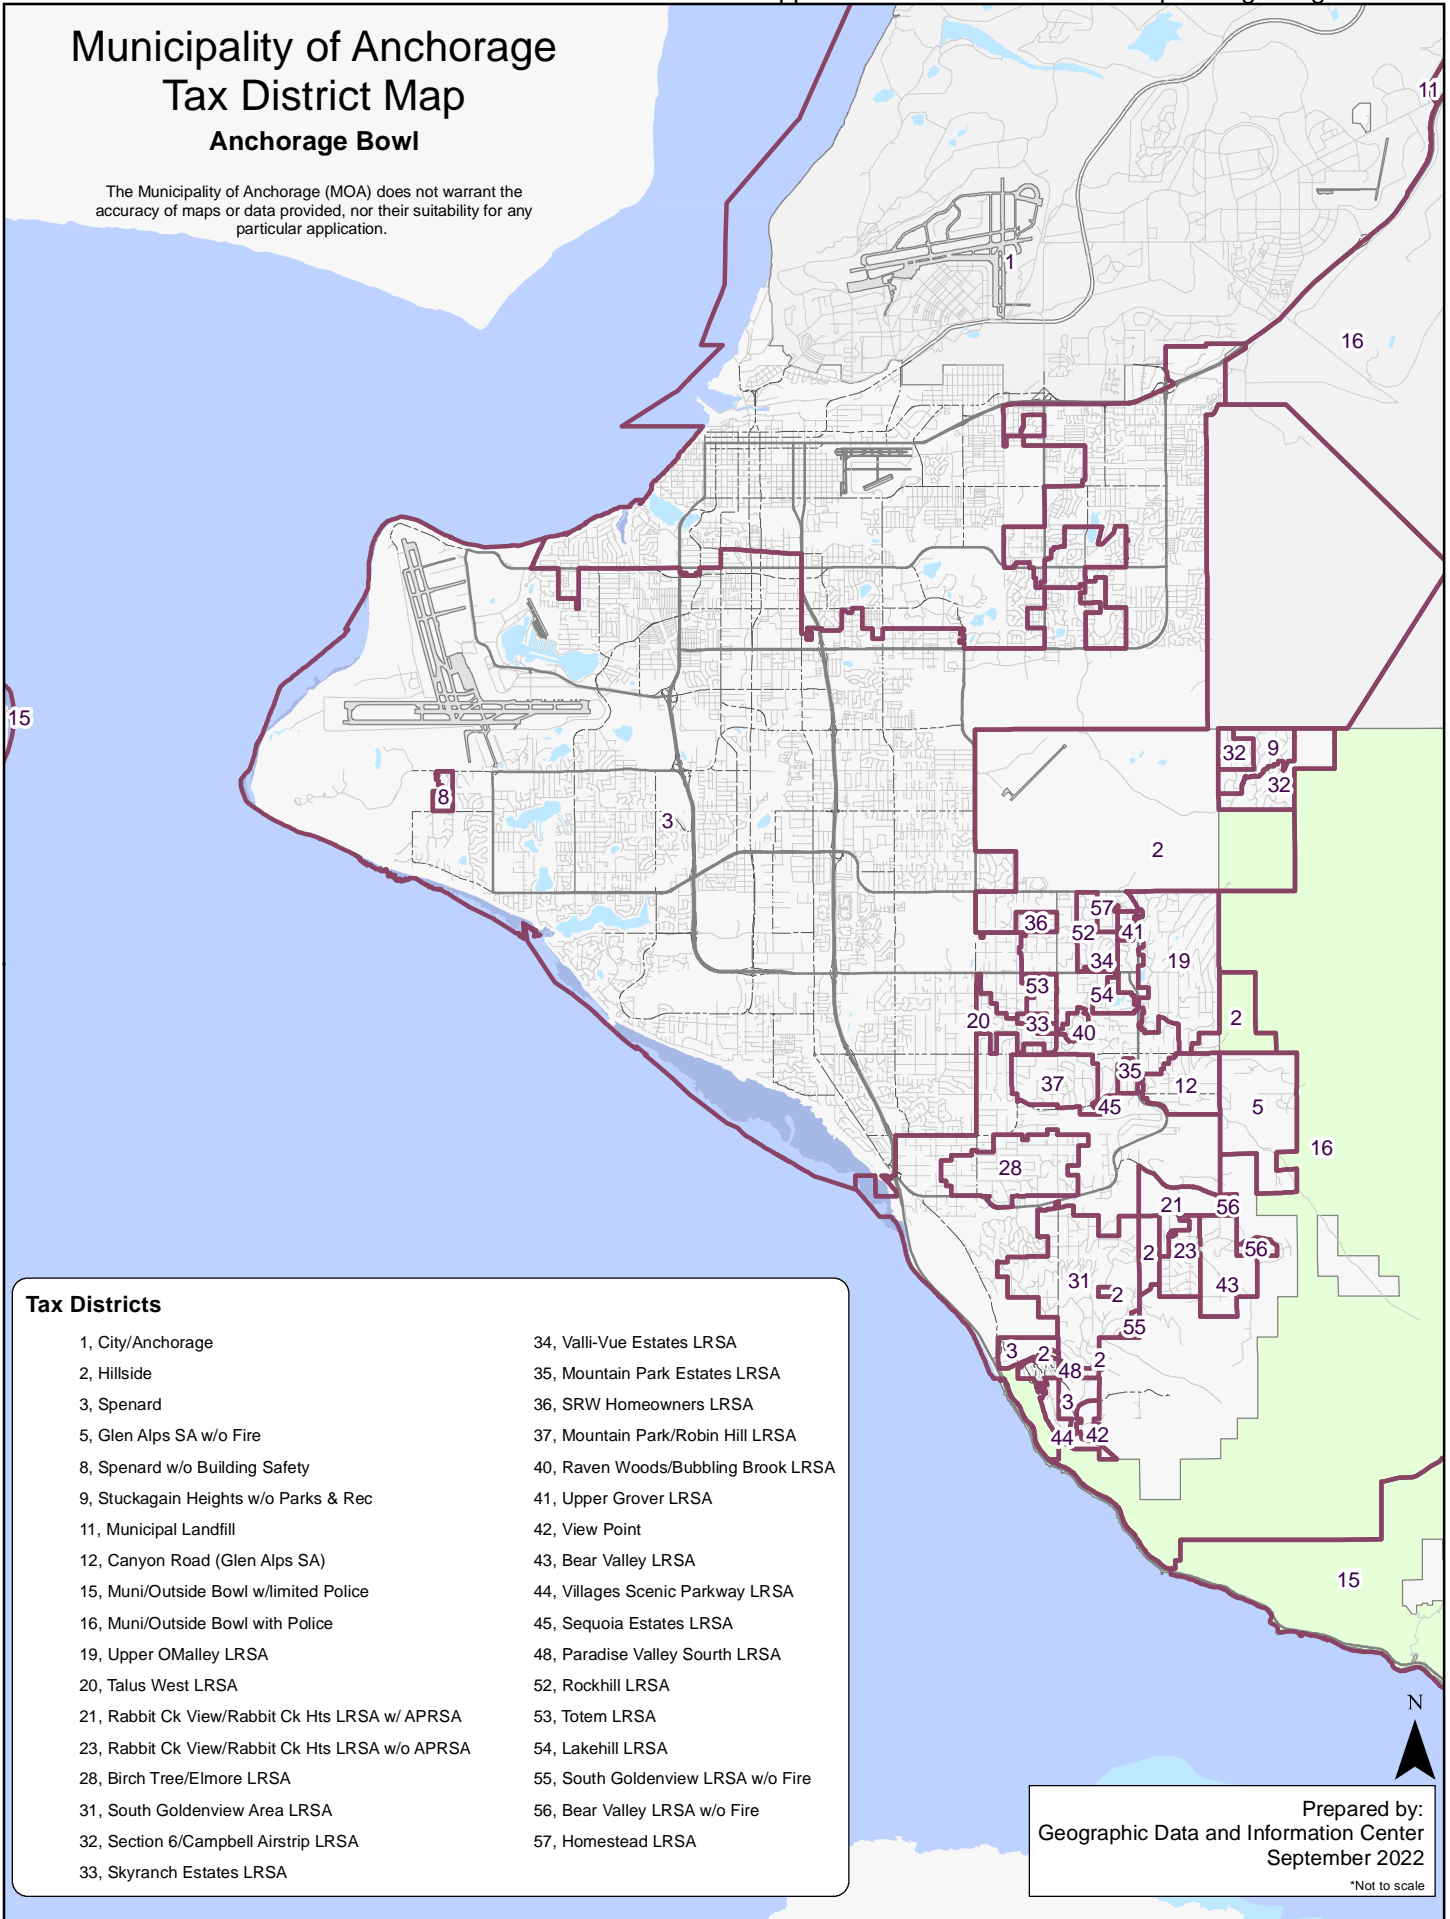 Municipality of Anchorage
Tax District Map
Anchorage Bowl
The Municipality of Anchorage (MOA) does not warrant the
accuracy of maps or data provided, nor their suitability for any
particular application.
11
1
16
15
32
9
32
8
3
2
57
36
52
41
34
19
53
54
20
33
40
2
35
37
12
45
5
16
28
21
56
2
23
56
31
2
43
55
3
2
2
48
3
44
42
15
Tax Districts
1, City/Anchorage
2, Hillside
3, Spenard
5, Glen Alps SA w/o Fire
8, Spenard w/o Building Safety
9, Stuckagain Heights w/o Parks & Rec
11, Municipal Landfill
12, Canyon Road (Glen Alps SA)
15, Muni/Outside Bowl w/limited Police
16, Muni/Outside Bowl with Police
19, Upper OMalley LRSA
20, Talus West LRSA
21, Rabbit Ck View/Rabbit Ck Hts LRSA w/ APRSA
23, Rabbit Ck View/Rabbit Ck Hts LRSA w/o APRSA
28, Birch Tree/Elmore LRSA
31, South Goldenview Area LRSA
32, Section 6/Campbell Airstrip LRSA
33, Skyranch Estates LRSA
34, Valli-Vue Estates LRSA
35, Mountain Park Estates LRSA
36, SRW Homeowners LRSA
37, Mountain Park/Robin Hill LRSA
40, Raven Woods/Bubbling Brook LRSA
41, Upper Grover LRSA
42, View Point
43, Bear Valley LRSA
44, Villages Scenic Parkway LRSA
45, Sequoia Estates LRSA
48, Paradise Valley Sourth LRSA
52, Rockhill LRSA
53, Totem LRSA
54, Lakehill LRSA
55, South Goldenview LRSA w/o Fire
56, Bear Valley LRSA w/o Fire
57, Homestead LRSA
N
Prepared by:
Geographic Data and Information Center
September 2022
*Not to scale